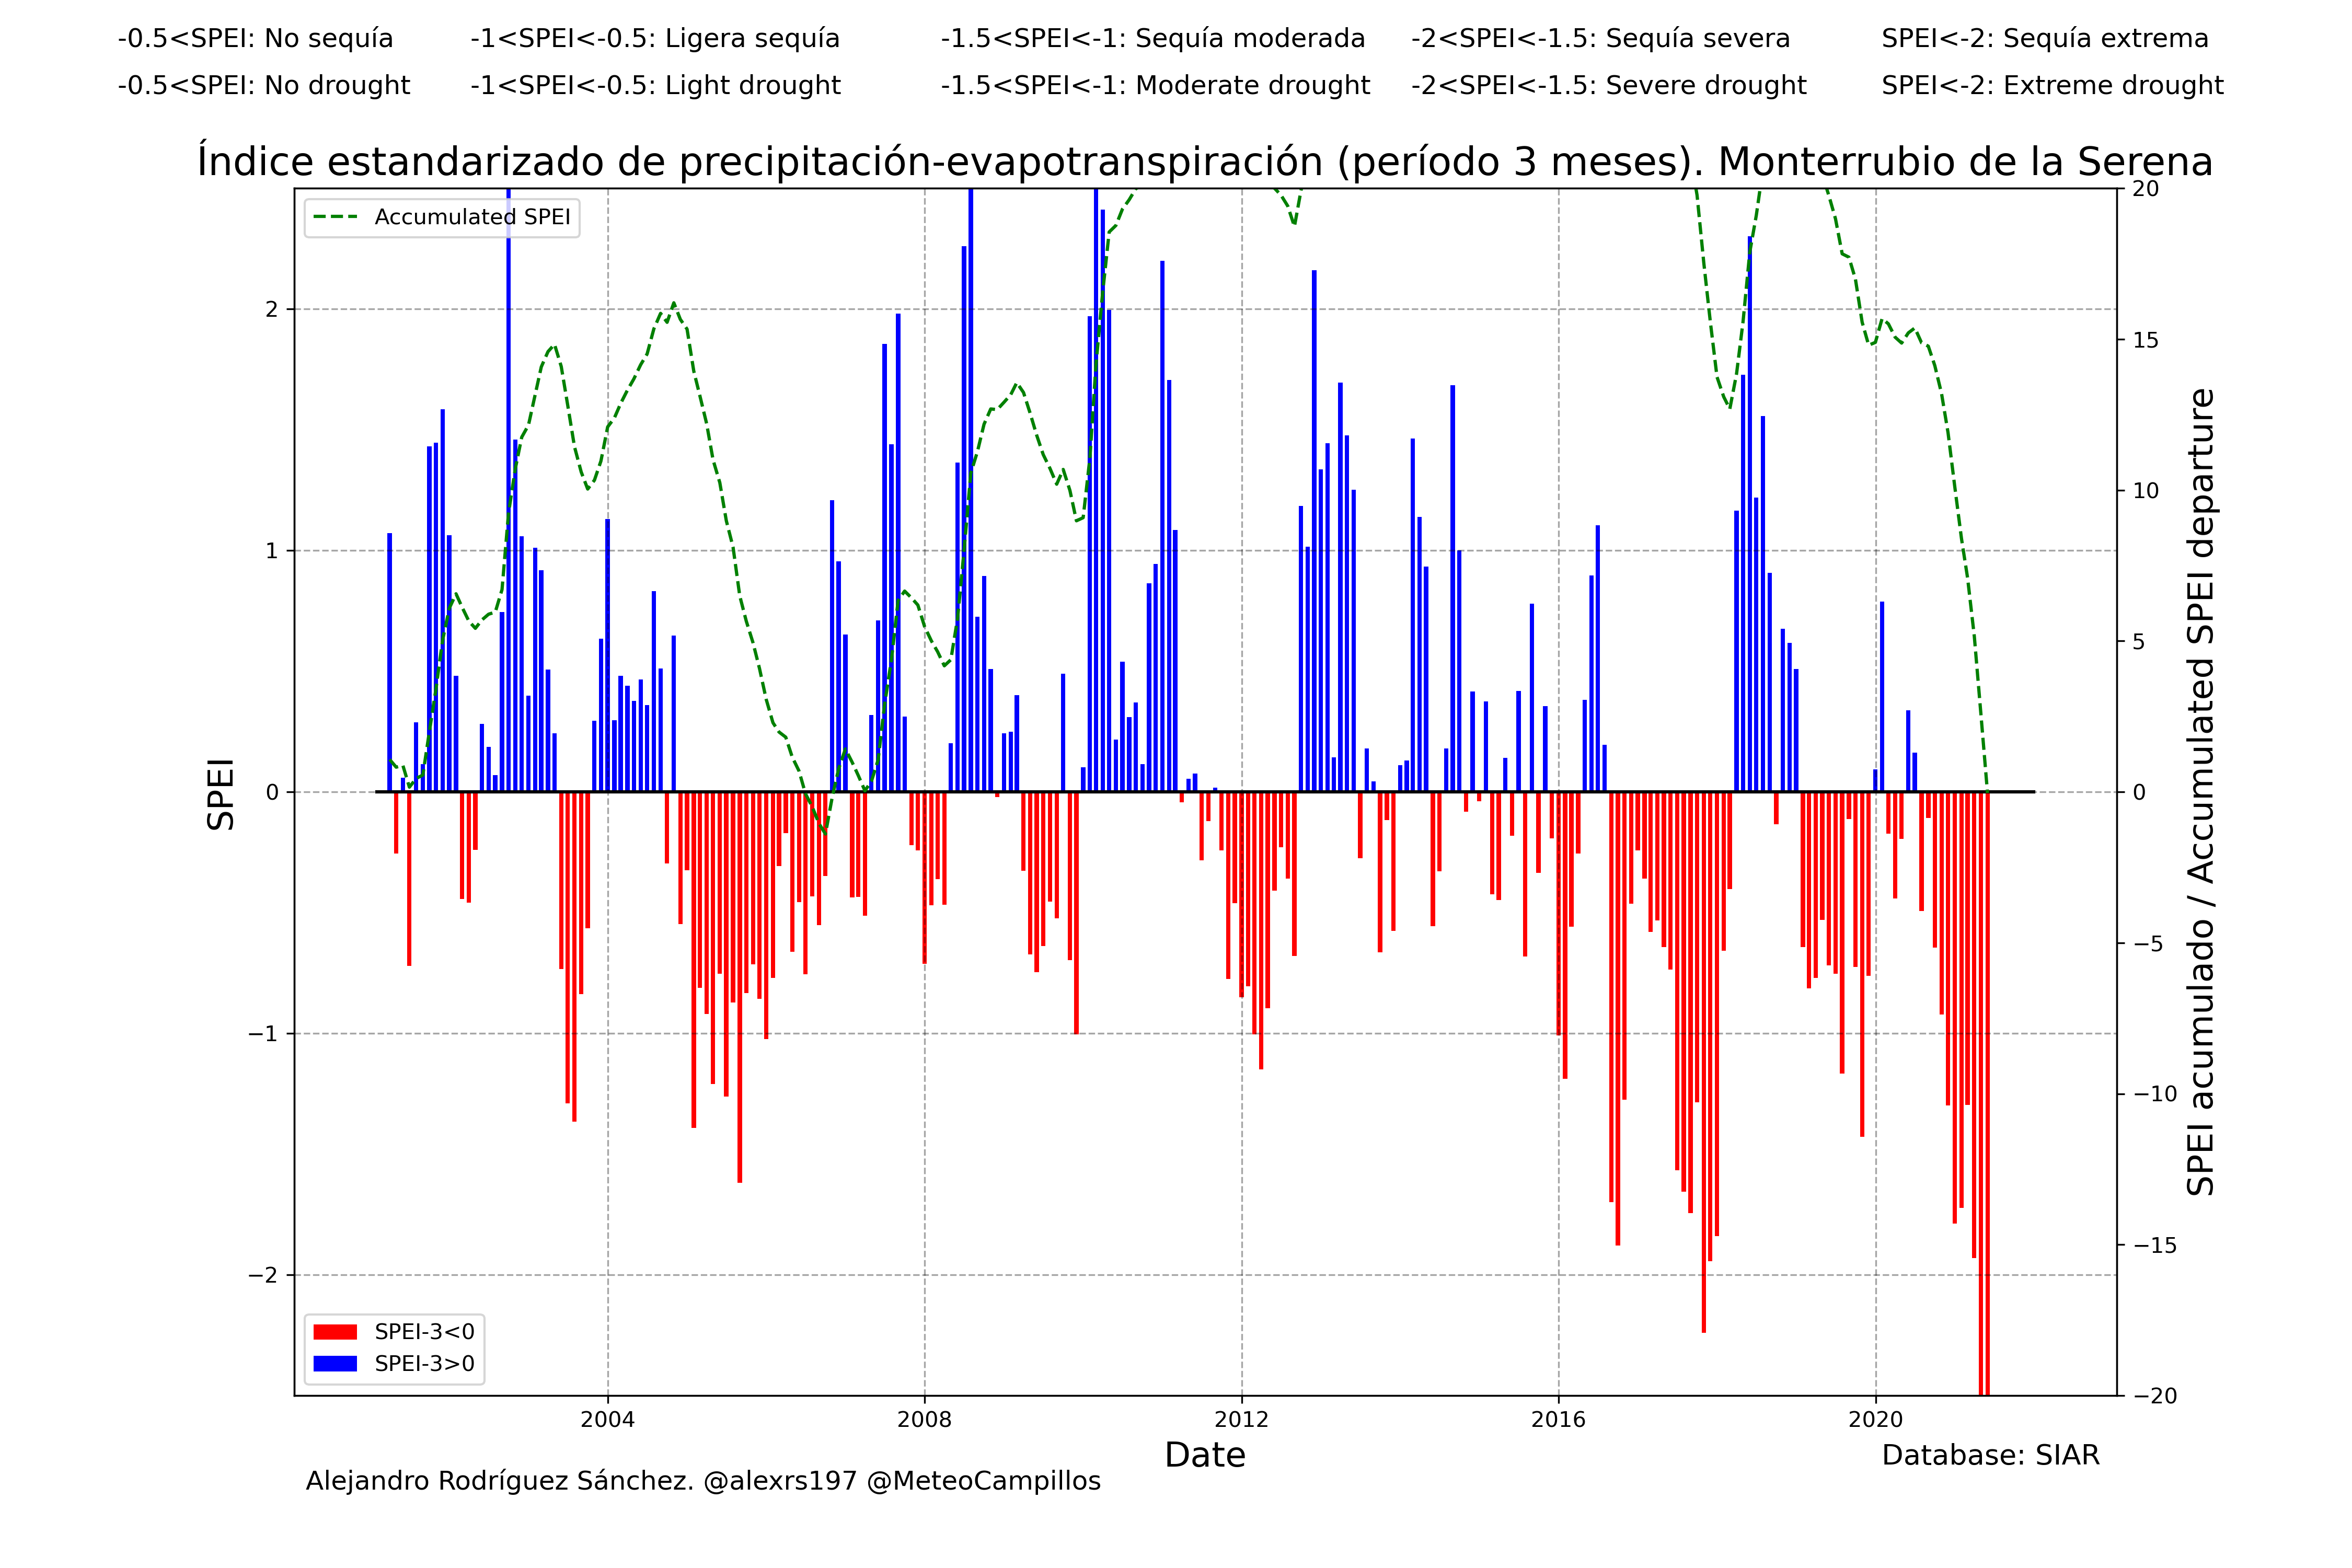 -0.5<SPEI: No sequía -1<SPEI<-0.5: Ligera sequía -1.5<SPEI<-1: Sequía moderada -2<SPEI<-1.5: Sequía severa SPEI<-2: Sequía extrema
-0.5<SPEI: No drought -1<SPEI<-0.5: Light drought -1.5<SPEI<-1: Moderate drought -2<SPEI<-1.5: Severe drought SPEI<-2: Extreme drought
Índice estandarizado de precipitación-evapotranspiración (período 3 meses). Monterrubio de la Serena
Accumulated SPEI
SPEI
2
1
0
−1
−2
20
15
10
5
0
−5
−10
−15
−20
SPEI acumulado / Accumulated SPEI departure
SPEI-3<0
SPEI-3>0
2004 2008 2012 2016 2020
Date
Database: SIAR
Alejandro Rodríguez Sánchez. @alexrs197 @MeteoCampillos